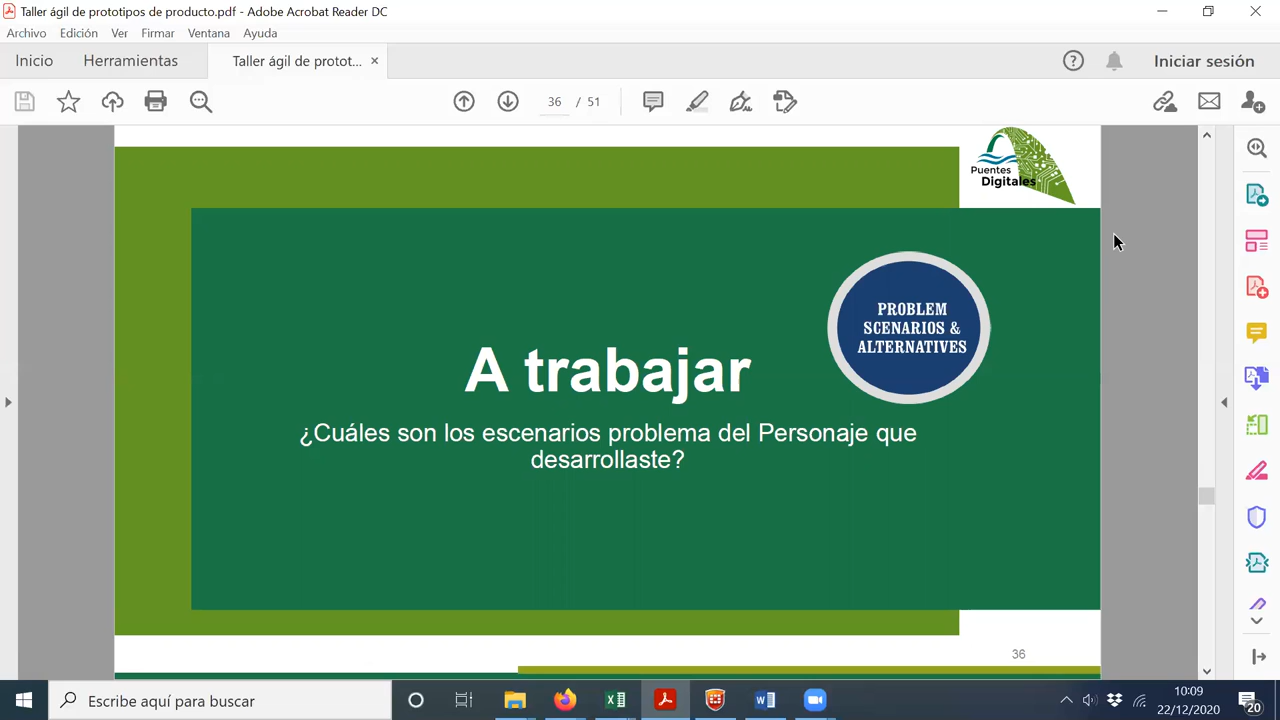 Taller ágil de prototipos de producto.pdf - Adobe Acrobat Reader DC
Archivo Edición Ver Firmar Ventana Ayuda
Inicio Herramientas Taller ágil de protot... × Iniciar sesión
36 / 51
Puentes
Digitales
PROBLEM
SCENARIOS &
ALTERNATIVES
A trabajar
¿Cuáles son los escenarios problema del Personaje que
desarrollaste?
36
Escribe aquí para buscar
10:09
22/12/2020
20